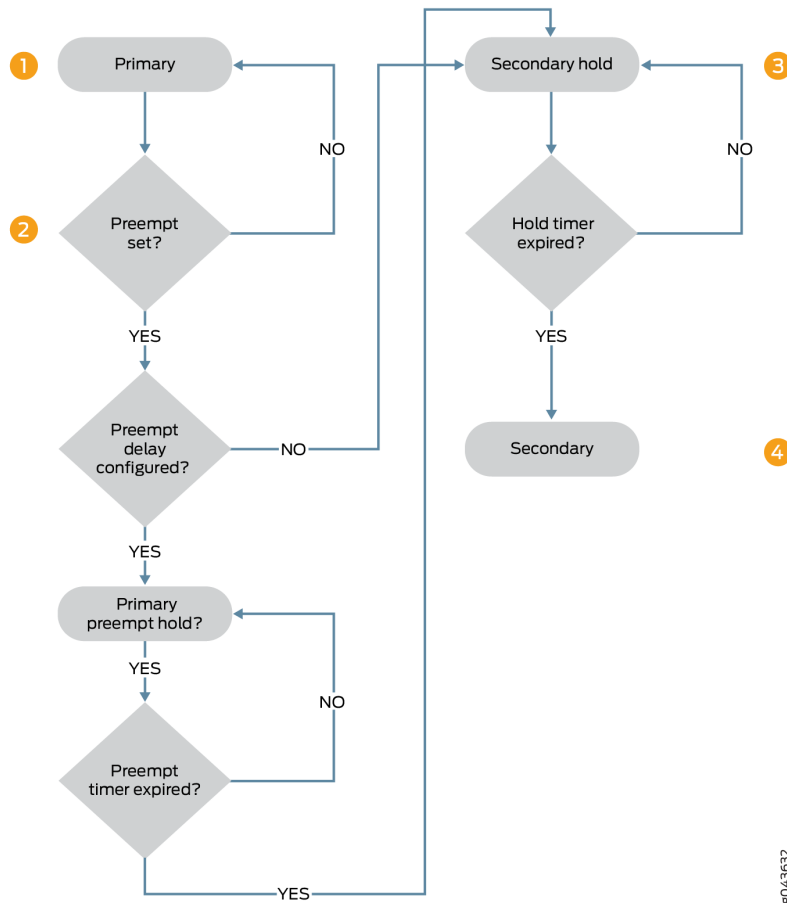 1
Primary
NO
2
Preempt
set?
YES
Preempt
delay
configured?
NO
YES
Primary
preempt hold?
YES
NO
Preempt
timer expired?
YES
Secondary hold
3
NO
Hold timer
expired?
YES
Secondary
4
g043632